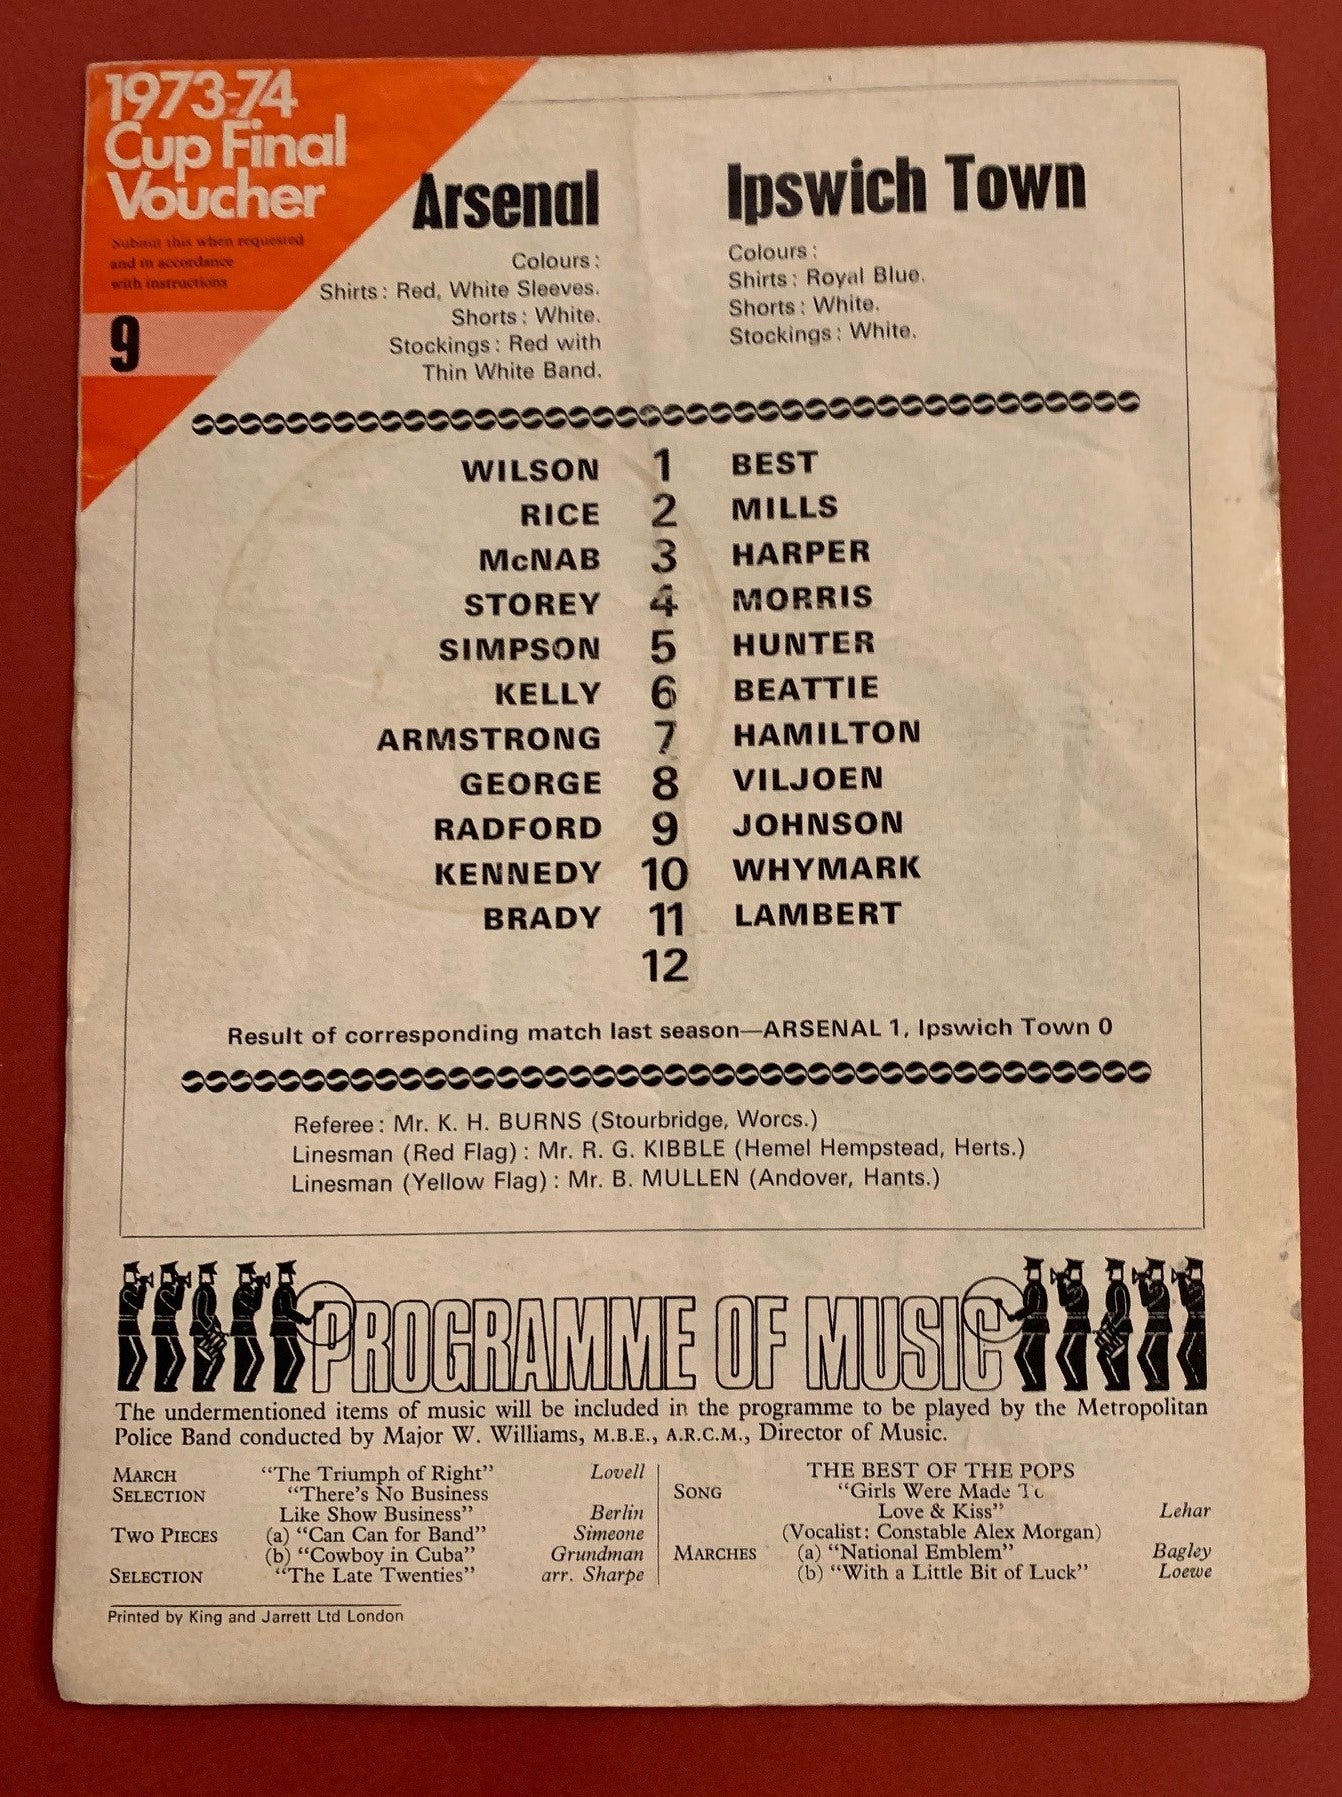 1973-74
Cup Final
Voucher
Submit this when requested
and in accordance
with instructions
9
Arsenal
Colours :
Shirts : Red, White Sleeves.
Shorts : White.
Stockings : Red with
Thin White Band.
Ipswich Town
Colours :
Shirts : Royal Blue.
Shorts : White.
Stockings : White.
WILSON 1 BEST
RICE 2 MILLS
McNAB 3 HARPER
STOREY 4 MORRIS
SIMPSON 5 HUNTER
KELLY 6 BEATTIE
ARMSTRONG 7 HAMILTON
GEORGE 8 VILJOEN
RADFORD 9 JOHNSON
KENNEDY 10 WHYMARK
BRADY 11 LAMBERT
12
Result of corresponding match last season—ARSENAL 1, Ipswich Town 0
Referee : Mr. K. H. BURNS (Stourbridge, Worcs.)
Linesman (Red Flag) : Mr. R. G. KIBBLE (Hemel Hempstead, Herts.)
Linesman (Yellow Flag) : Mr. B. MULLEN (Andover, Hants.)
PROGRAMME OF MUSIC
The undermentioned items of music will be included in the programme to be played by the Metropolitan
Police Band conducted by Major W. Williams, M.B.E., A.R.C.M., Director of Music.
MARCH "The Triumph of Right" Lovell
SELECTION "There's No Business
Like Show Business" Berlin
TWO PIECES (a) "Can Can for Band" Simeone
(b) "Cowboy in Cuba" Grundman
SELECTION "The Late Twenties" arr. Sharpe
THE BEST OF THE POPS
SONG "Girls Were Made To
Love & Kiss" Lehar
(Vocalist: Constable Alex Morgan)
MARCHES (a) "National Emblem" Bagley
(b) "With a Little Bit of Luck" Loewe
Printed by King and Jarrett Ltd London